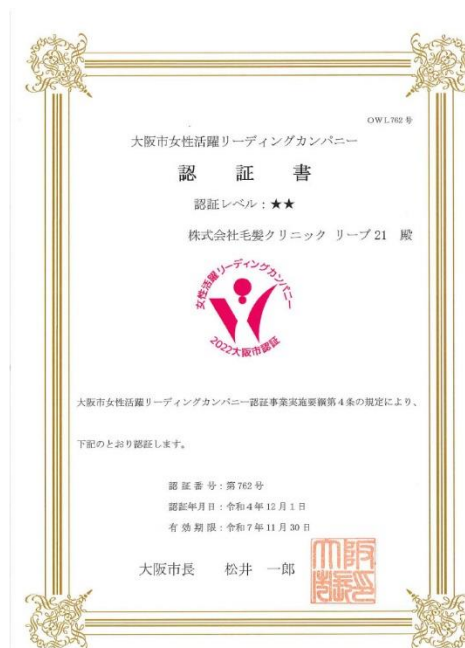 OWL762号
大阪市女性活躍リーディングカンパニー
認 証 書
認証レベル：★★
株式会社毛髪クリニック リーブ21 殿
女性活躍リーディングカンパニー
2022大阪市認証
大阪市女性活躍リーディングカンパニー認証事業実施要綱第4条の規定により、
下記のとおり認証します。
認証番号：第762号
認証年月日：令和4年12月1日
有効期限：令和7年11月30日
大阪市長 松井 一郎